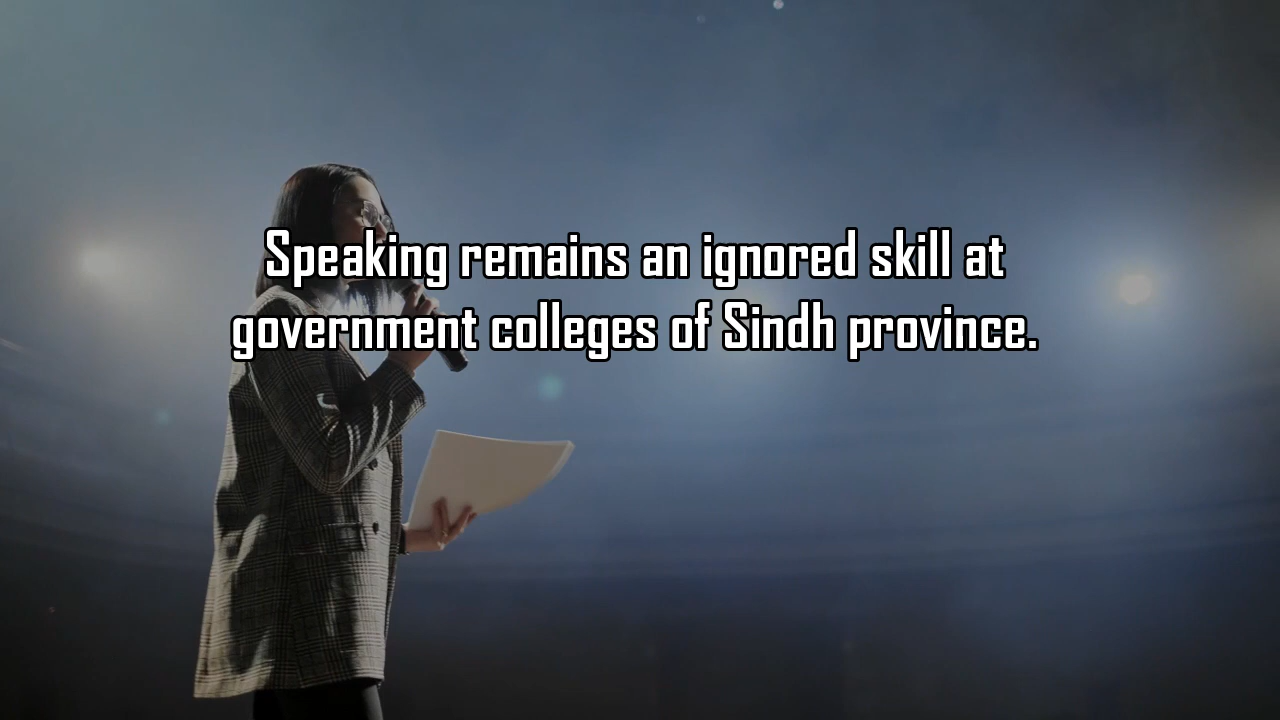 Speaking remains an ignored skill at
government colleges of Sindh province.